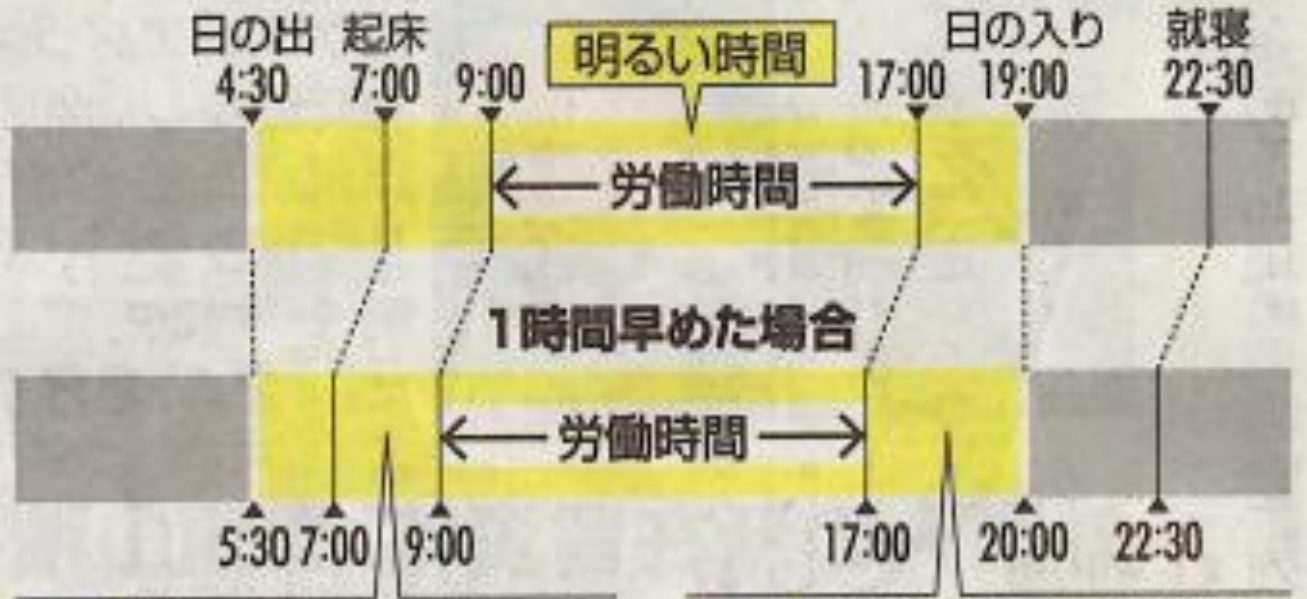 日の出 起床 日の入り 就寝
4:30 7:00 9:00 明るい時間 17:00 19:00 22:30
労働時間
1時間早めた場合
労働時間
5:30 7:00 9:00 17:00 20:00 22:30